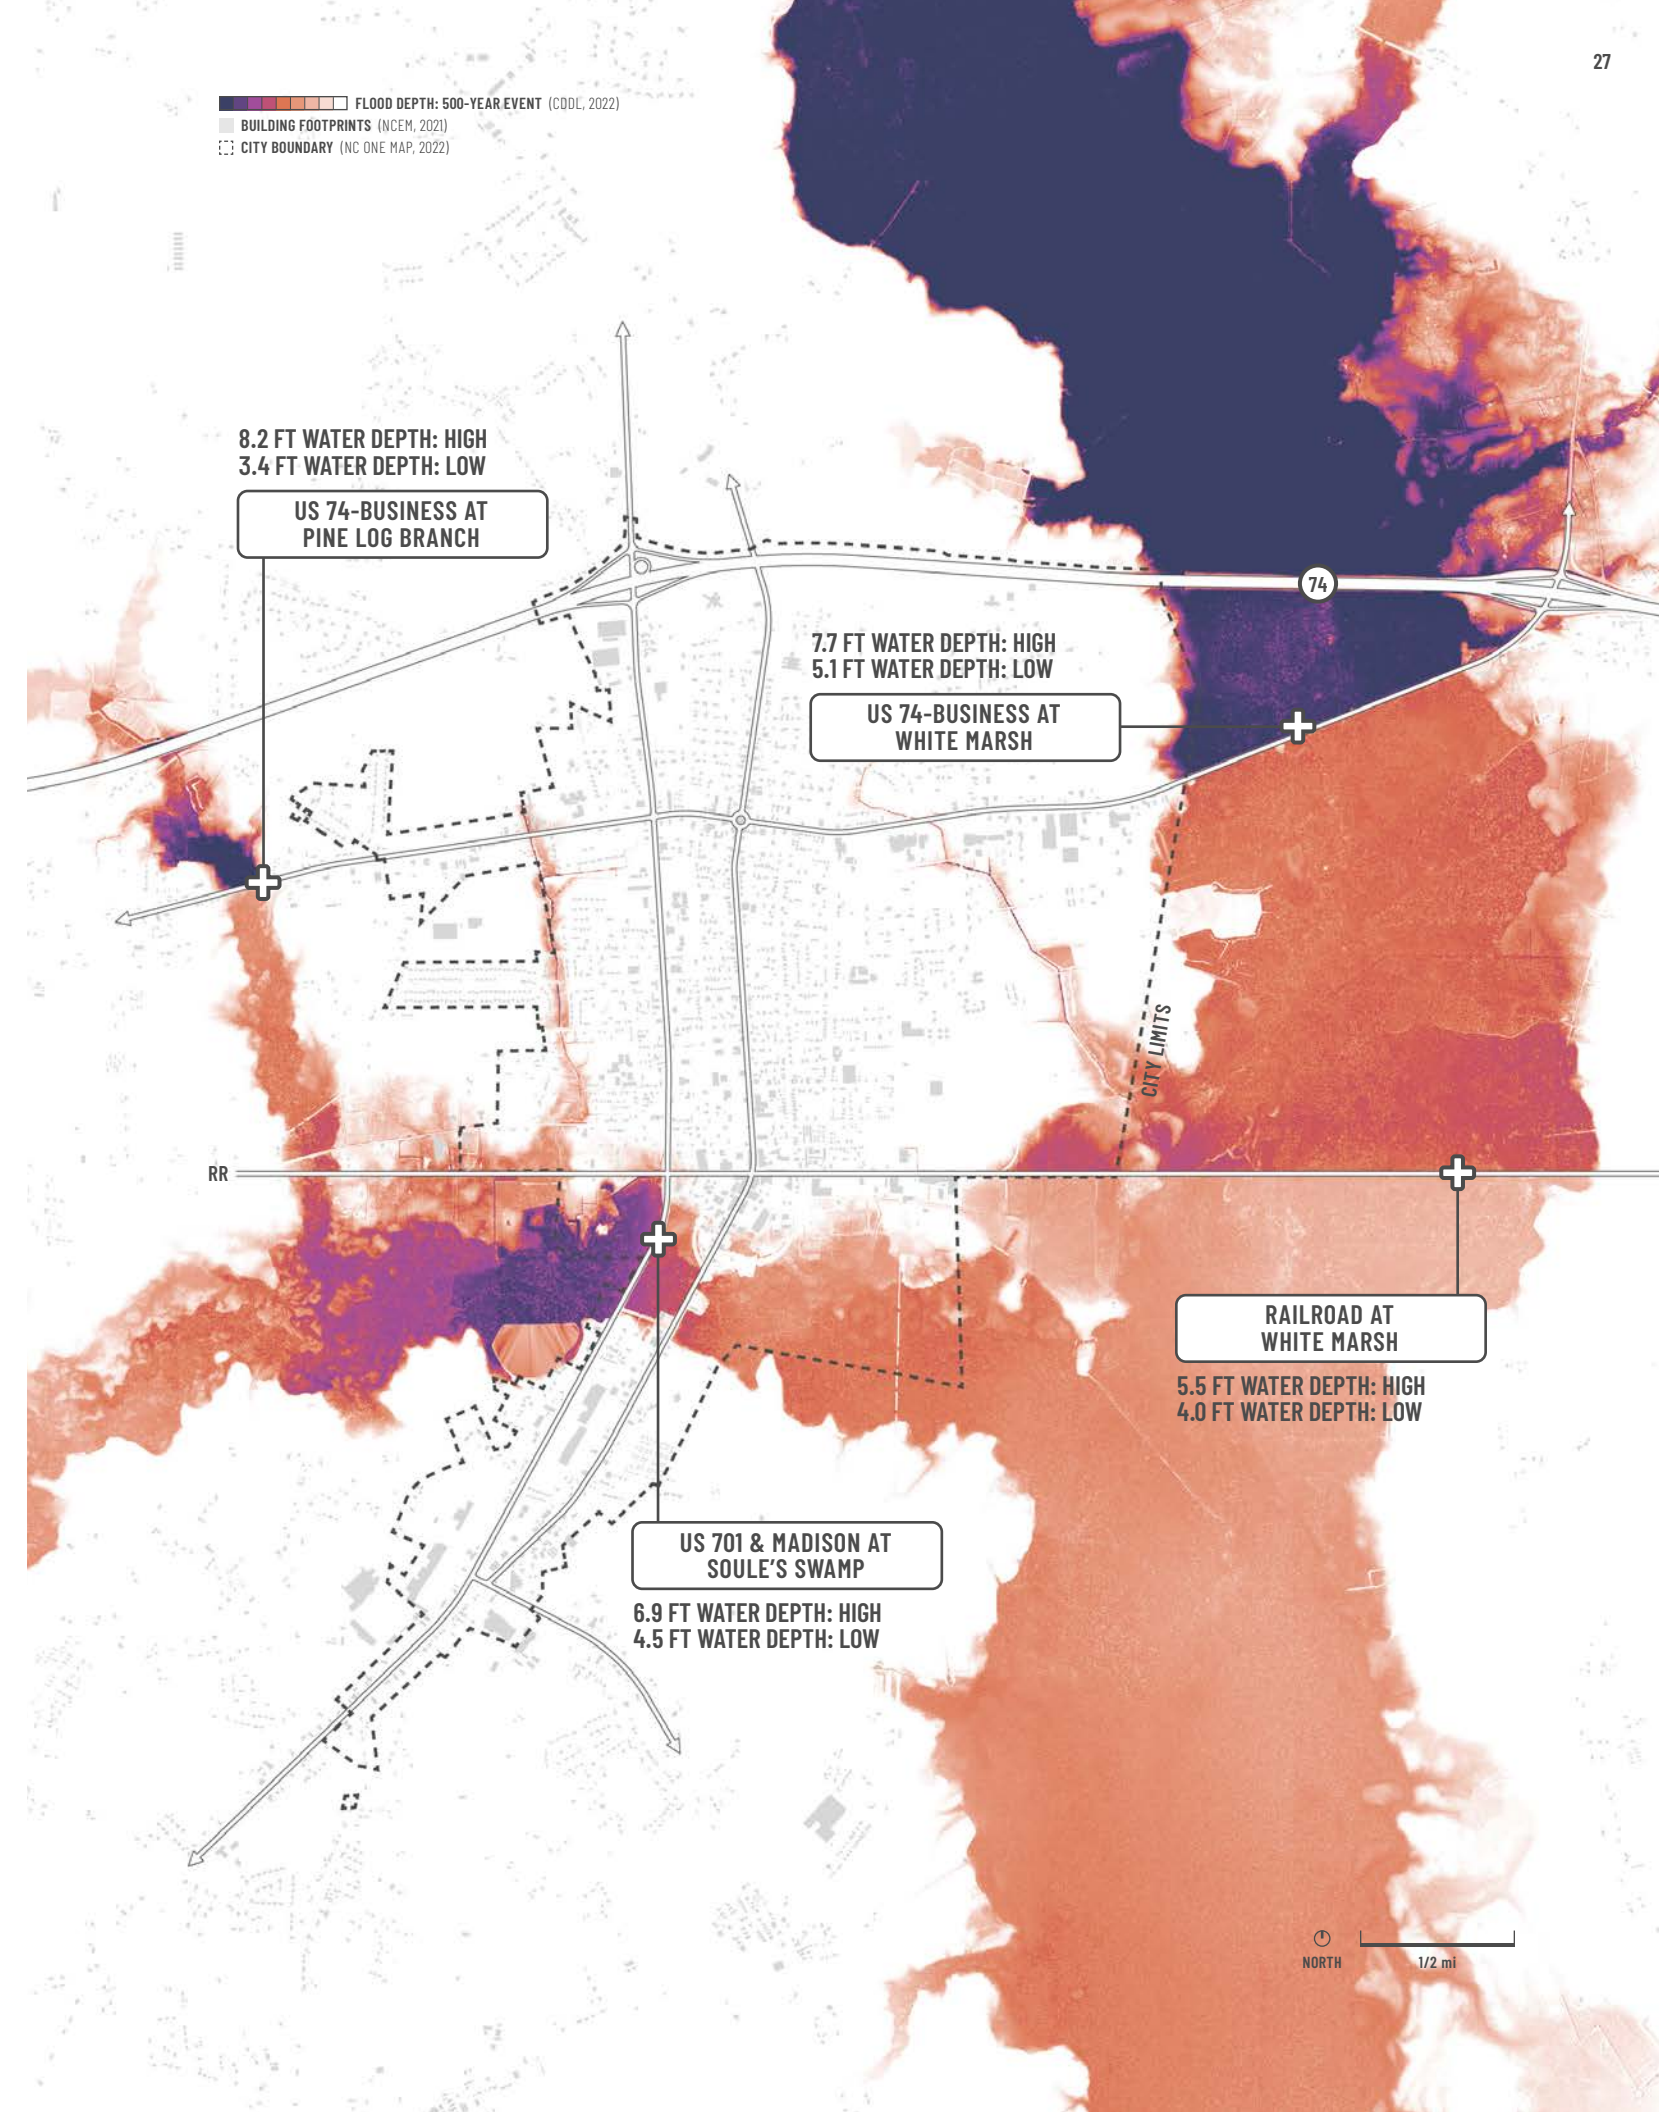 27
FLOOD DEPTH: 500-YEAR EVENT (CDDL, 2022)
BUILDING FOOTPRINTS (NCEM, 2021)
CITY BOUNDARY (NC ONE MAP, 2022)
8.2 FT WATER DEPTH: HIGH
3.4 FT WATER DEPTH: LOW
US 74-BUSINESS AT
PINE LOG BRANCH
74
7.7 FT WATER DEPTH: HIGH
5.1 FT WATER DEPTH: LOW
US 74-BUSINESS AT
WHITE MARSH
CITY LIMITS
RR
RAILROAD AT
WHITE MARSH
5.5 FT WATER DEPTH: HIGH
4.0 FT WATER DEPTH: LOW
US 701 & MADISON AT
SOULE'S SWAMP
6.9 FT WATER DEPTH: HIGH
4.5 FT WATER DEPTH: LOW
NORTH
1/2 mi